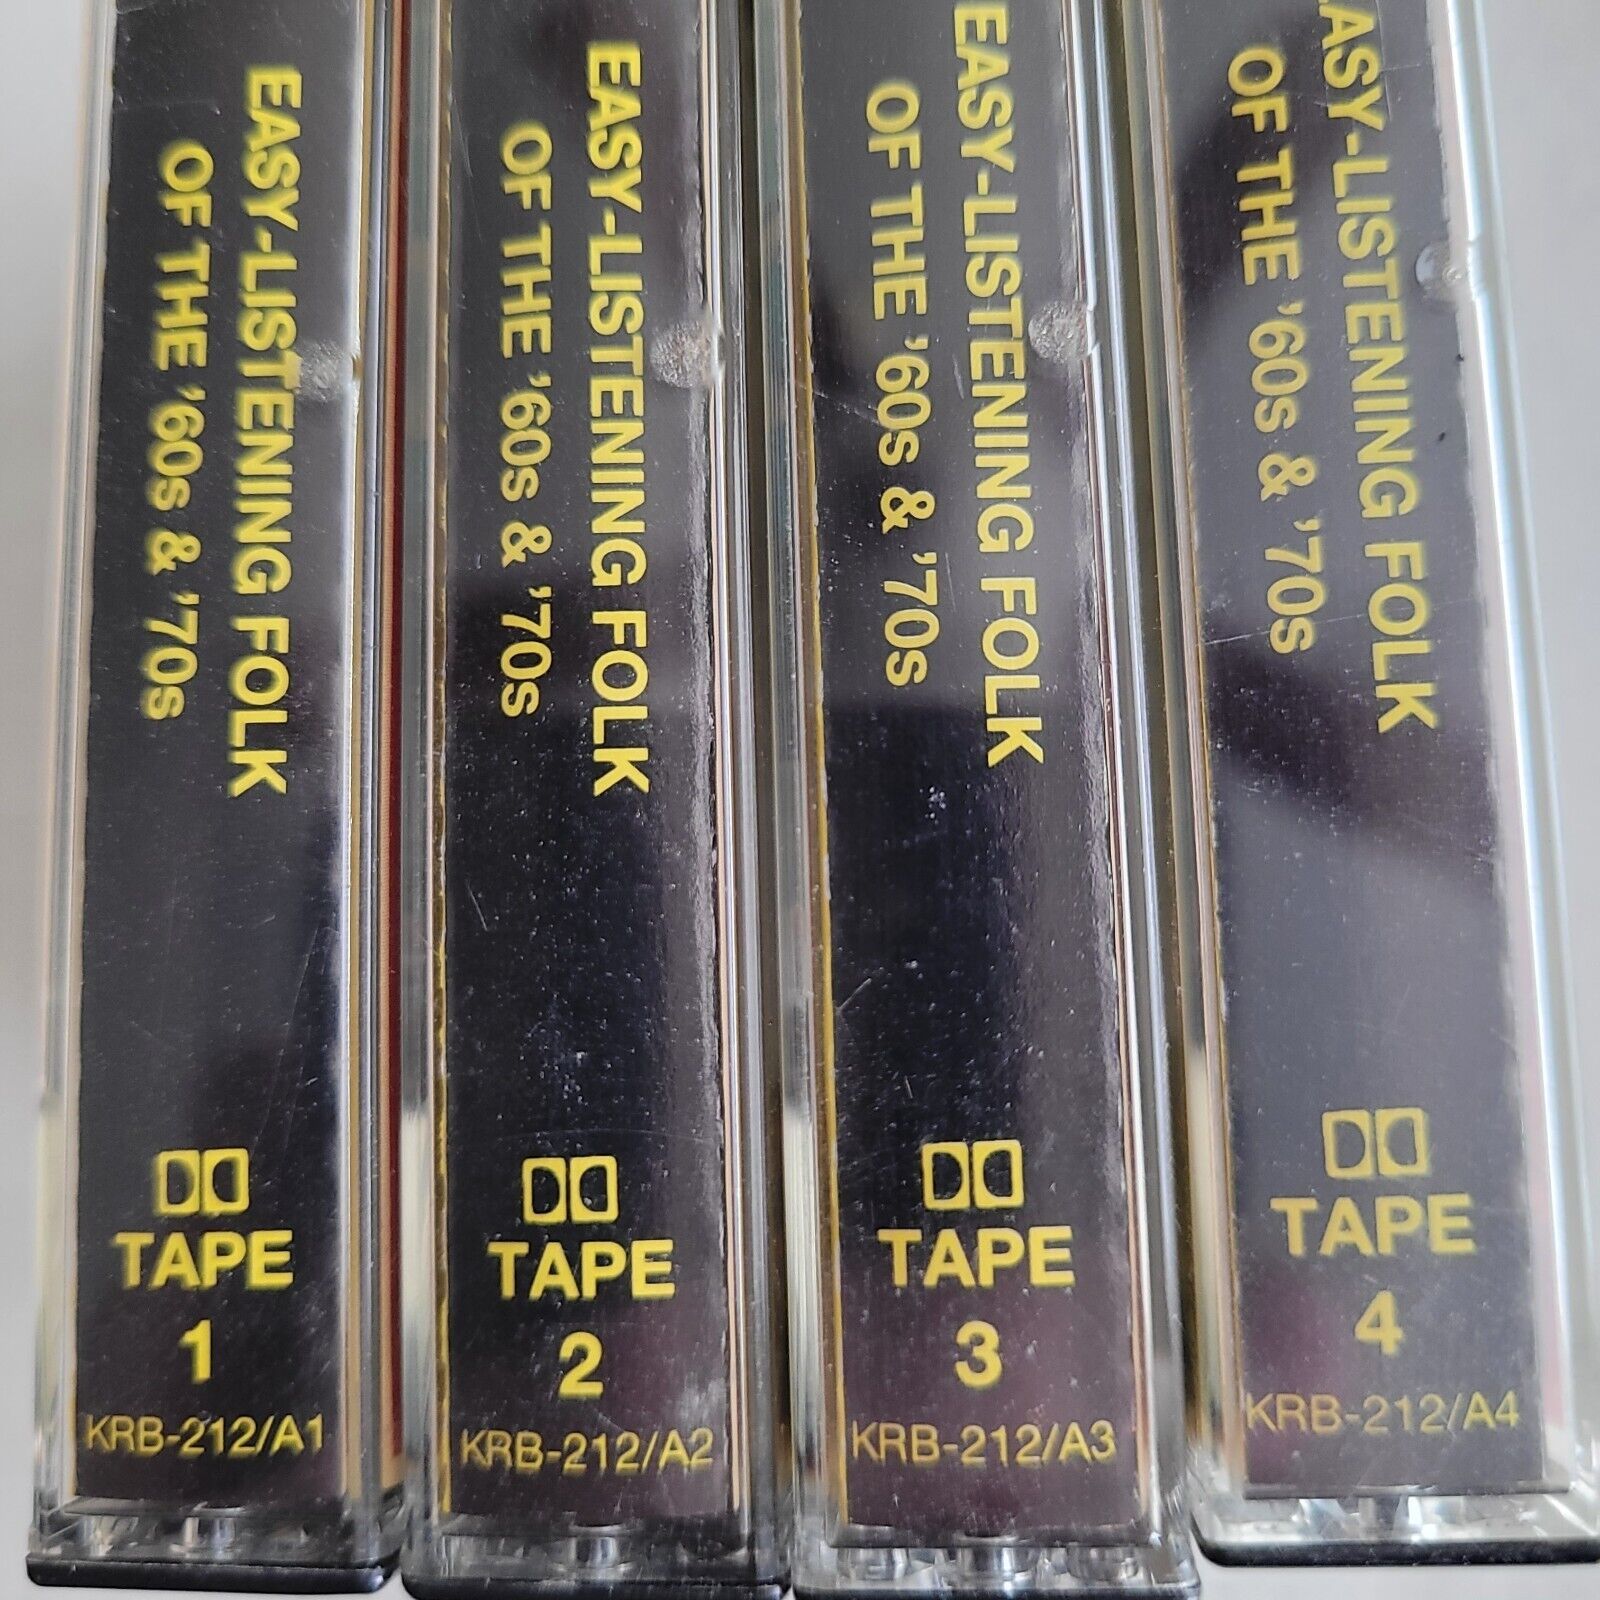 EASY-LISTENING FOLK
OF THE '60s & '70s
TAPE
1
KRB-212/A1
EASY-LISTENING FOLK
OF THE '60s & '70s
TAPE
2
KRB-212/A2
EASY-LISTENING FOLK
OF THE '60s & '70s
TAPE
3
KRB-212/A3
EASY-LISTENING FOLK
OF THE '60s & '70s
TAPE
4
KRB-212/A4